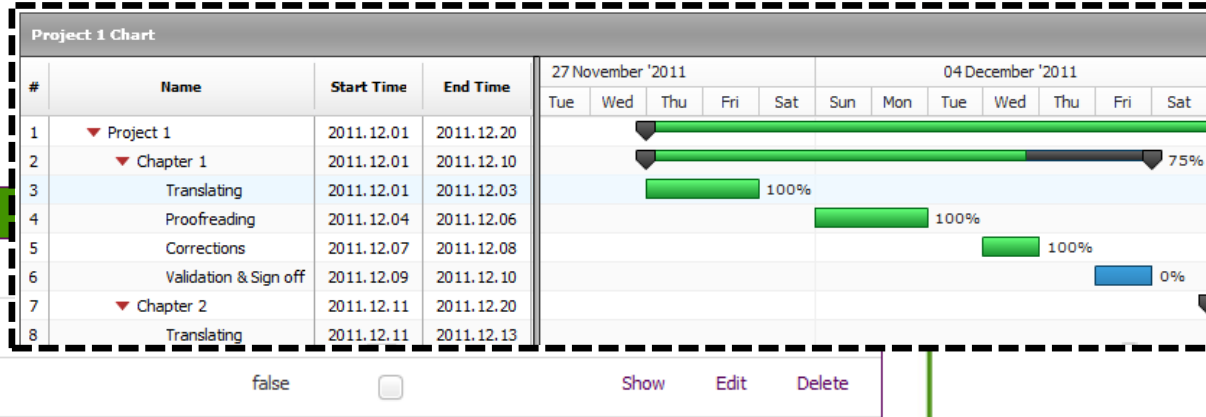 Project 1 Chart
# Name Start Time End Time 27 November '2011 04 December '2011
Tue Wed Thu Fri Sat Sun Mon Tue Wed Thu Fri Sat
1 Project 1 2011.12.01 2011.12.20
2 Chapter 1 2011.12.01 2011.12.10 75%
3 Translating 2011.12.01 2011.12.03 100%
4 Proofreading 2011.12.04 2011.12.06 100%
5 Corrections 2011.12.07 2011.12.08 100%
6 Validation & Sign off 2011.12.09 2011.12.10 0%
7 Chapter 2 2011.12.11 2011.12.20
8 Translating 2011.12.11 2011.12.13
false Show Edit Delete